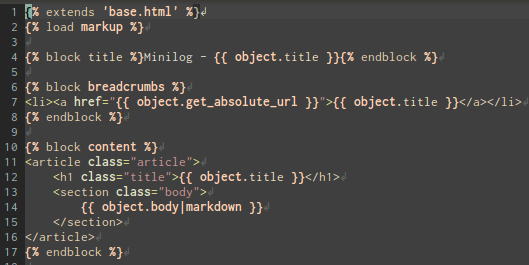 1 {% extends 'base.html' %}
2 {% load markup %}
3
4 {% block title %}Minilog - {{ object.title }}{% endblock %}
5
6 {% block breadcrumbs %}
7 <li><a href="{{ object.get_absolute_url }}">{{ object.title }}</a></li>
8 {% endblock %}
9
10 {% block content %}
11 <article class="article">
12     <h1 class="title">{{ object.title }}</h1>
13     <section class="body">
14         {{ object.body|markdown }}
15     </section>
16 </article>
17 {% endblock %}